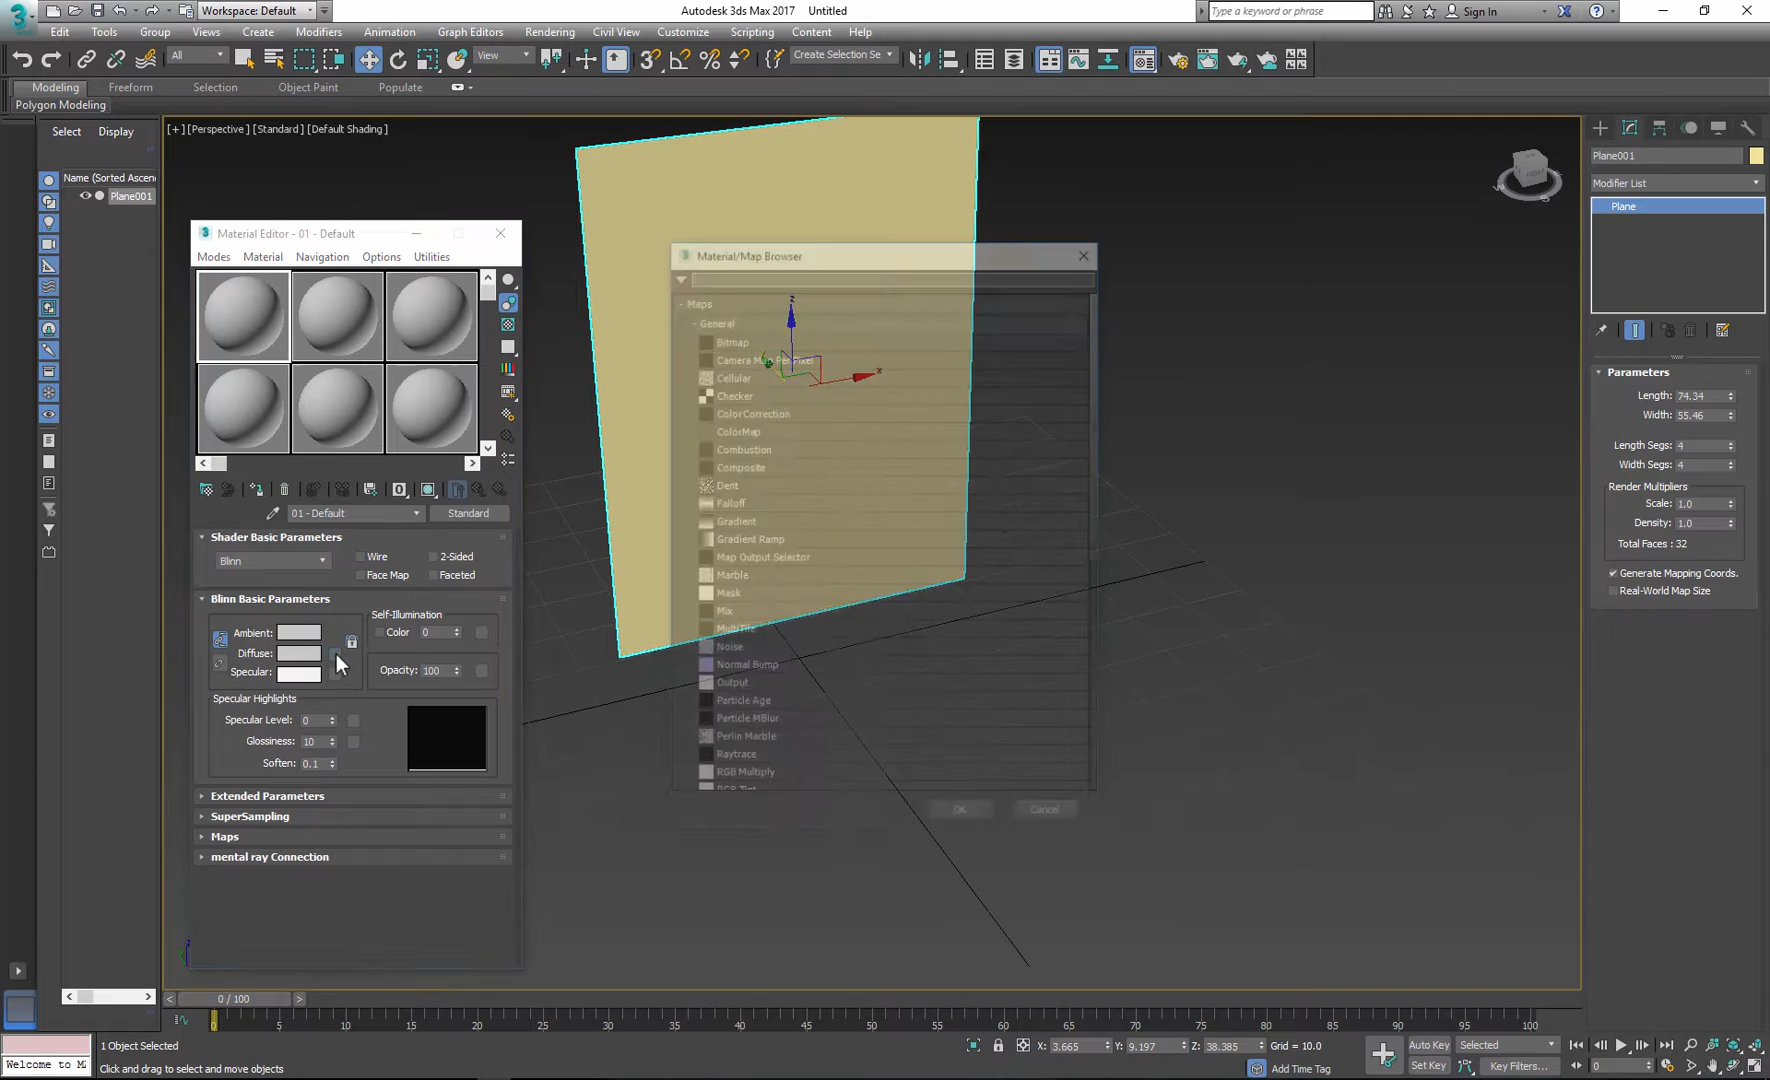 Workspace: Default
Autodesk 3ds Max 2017    Untitled
Type a keyword or phrase
Sign In
Edit Tools Group Views Create Modifiers Animation Graph Editors Rendering Civil View Customize Scripting Content Help
All
View
Create Selection Se
Modeling Freeform Selection Object Paint Populate
Polygon Modeling
Select Display
Name (Sorted Ascen
Plane001
[+] [Perspective] [Standard] [Default Shading]
Material Editor - 01 - Default
Modes Material Navigation Options Utilities
01 - Default
Standard
Shader Basic Parameters
Blinn
Wire
2-Sided
Face Map
Faceted
Blinn Basic Parameters
Self-Illumination
Ambient:
Color 0
Diffuse:
Specular:
Opacity: 100
Specular Highlights
Specular Level: 0
Glossiness: 10
Soften: 0.1
Extended Parameters
SuperSampling
Maps
mental ray Connection
Material/Map Browser
- Maps
- General
Bitmap
Camera Map Per Pixel
Cellular
Checker
ColorCorrection
ColorMap
Combustion
Composite
Dent
Falloff
Gradient
Gradient Ramp
Map Output Selector
Marble
Mask
Mix
MultiTile
Noise
Normal Bump
Output
Particle Age
Particle MBlur
Perlin Marble
Raytrace
RGB Multiply
RGB Tint
OK
Cancel
z
x
FRONT
Plane001
Modifier List
Plane
Parameters
Length: 74.34
Width: 55.46
Length Segs: 4
Width Segs: 4
Render Multipliers
Scale: 1.0
Density: 1.0
Total Faces : 32
Generate Mapping Coords.
Real-World Map Size
0 / 100
0 5 10 15 20 25 30 35 40 45 50 55 60 65 70 75 80 85 90 95 100
1 Object Selected
X: 3.665
Y: 9.197
Z: 38.385
Grid = 10.0
Auto Key
Selected
Welcome to M
Click and drag to select and move objects
Add Time Tag
Set Key
Key Filters...
0